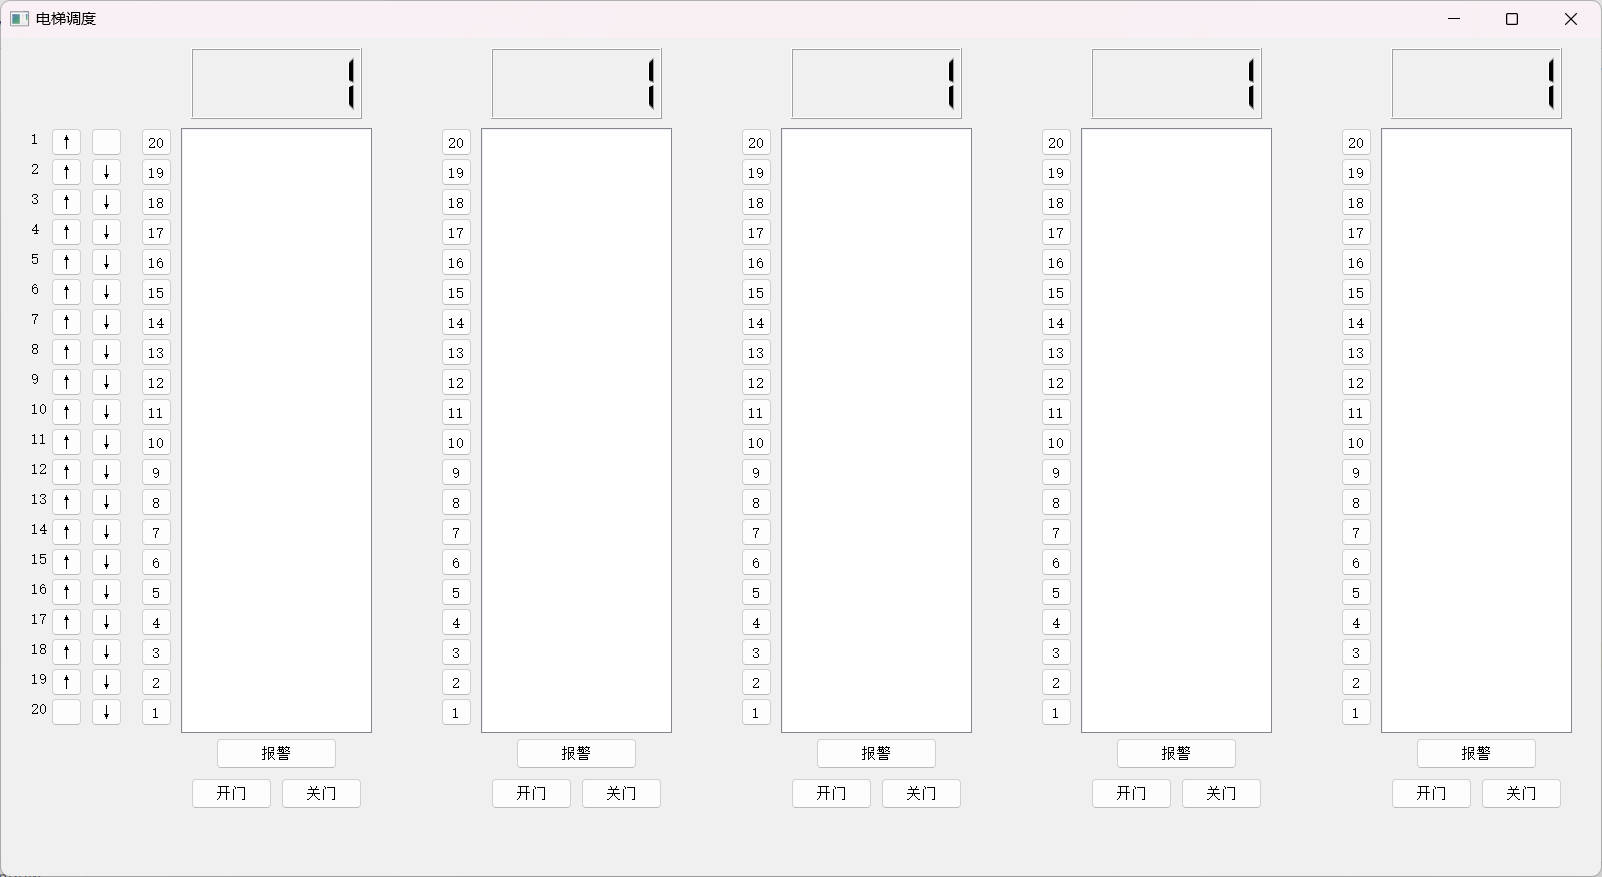 电梯调度
1 1 1 1 1
1 ↑ 20 20 20 20 20
2 ↑ ↓ 19 19 19 19 19
3 ↑ ↓ 18 18 18 18 18
4 ↑ ↓ 17 17 17 17 17
5 ↑ ↓ 16 16 16 16 16
6 ↑ ↓ 15 15 15 15 15
7 ↑ ↓ 14 14 14 14 14
8 ↑ ↓ 13 13 13 13 13
9 ↑ ↓ 12 12 12 12 12
10 ↑ ↓ 11 11 11 11 11
11 ↑ ↓ 10 10 10 10 10
12 ↑ ↓ 9 9 9 9 9
13 ↑ ↓ 8 8 8 8 8
14 ↑ ↓ 7 7 7 7 7
15 ↑ ↓ 6 6 6 6 6
16 ↑ ↓ 5 5 5 5 5
17 ↑ ↓ 4 4 4 4 4
18 ↑ ↓ 3 3 3 3 3
19 ↑ ↓ 2 2 2 2 2
20 ↓ 1 1 1 1 1
报警 报警 报警 报警 报警
开门 关门 开门 关门 开门 关门 开门 关门 开门 关门